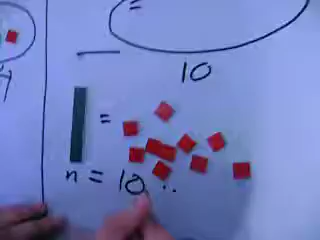 =
10
=
n = 10